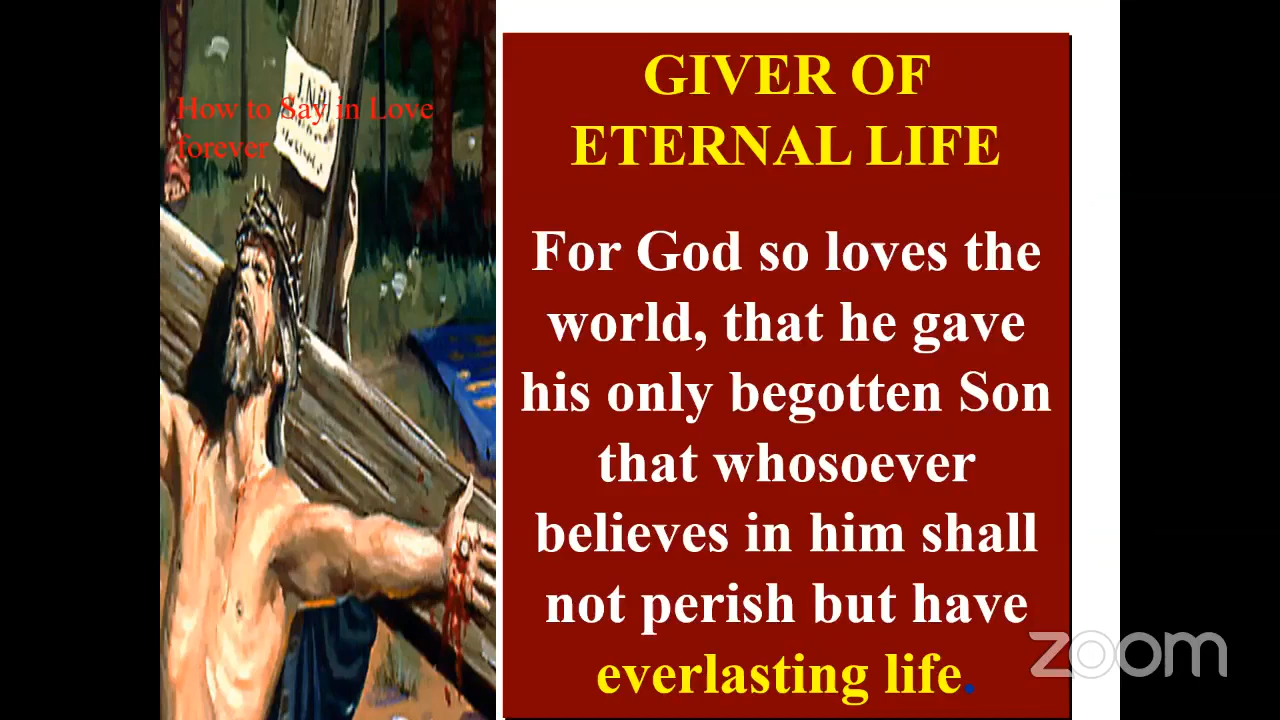 How to Say in Love
forever
GIVER OF
ETERNAL LIFE
For God so loves the
world, that he gave
his only begotten Son
that whosoever
believes in him shall
not perish but have
everlasting life.
zoom